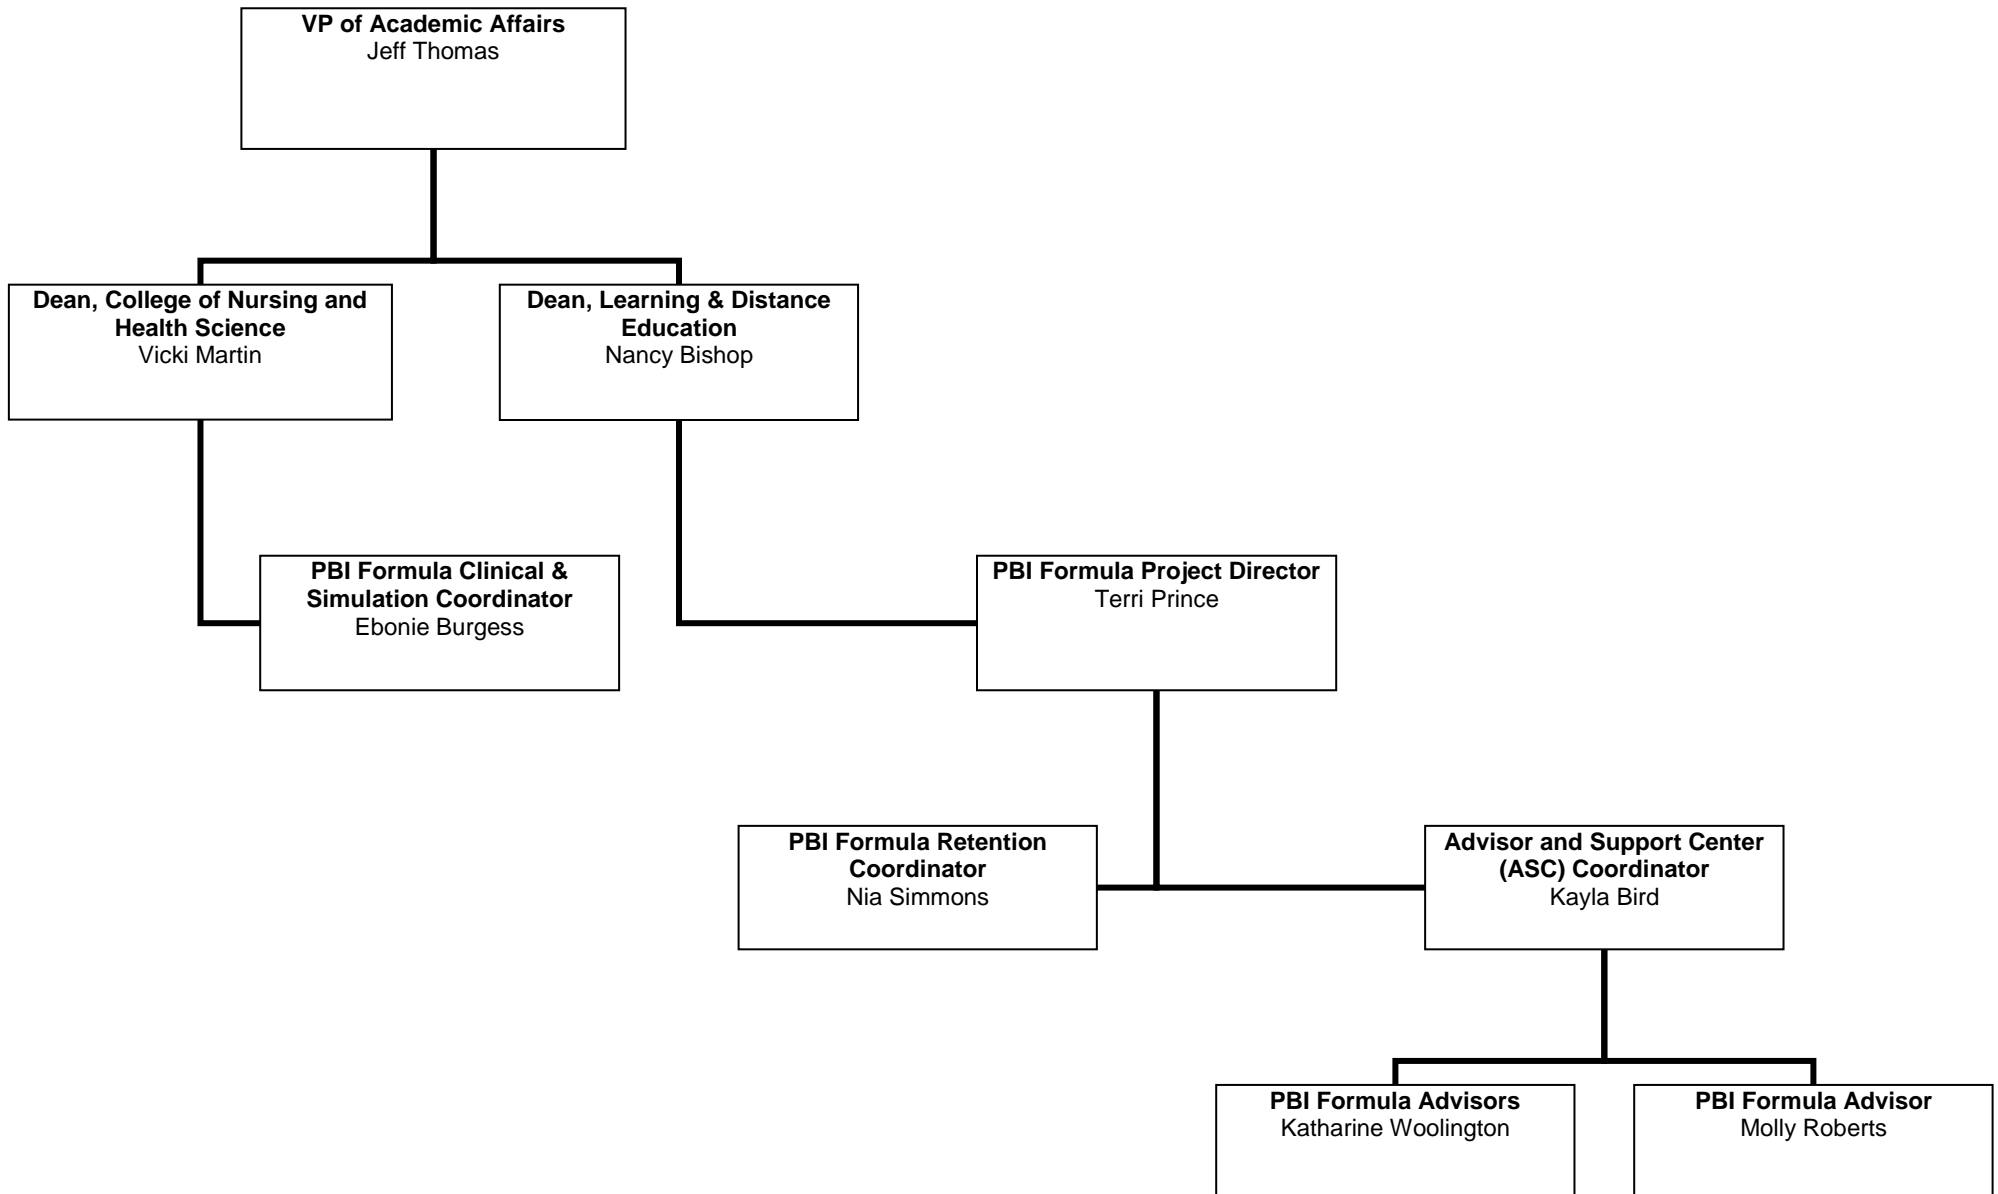 VP of Academic Affairs
Jeff Thomas
Dean, College of Nursing and
Health Science
Vicki Martin
Dean, Learning & Distance
Education
Nancy Bishop
PBI Formula Clinical &
Simulation Coordinator
Ebonie Burgess
PBI Formula Project Director
Terri Prince
PBI Formula Retention
Coordinator
Nia Simmons
Advisor and Support Center
(ASC) Coordinator
Kayla Bird
PBI Formula Advisors
Katharine Woolington
PBI Formula Advisor
Molly Roberts